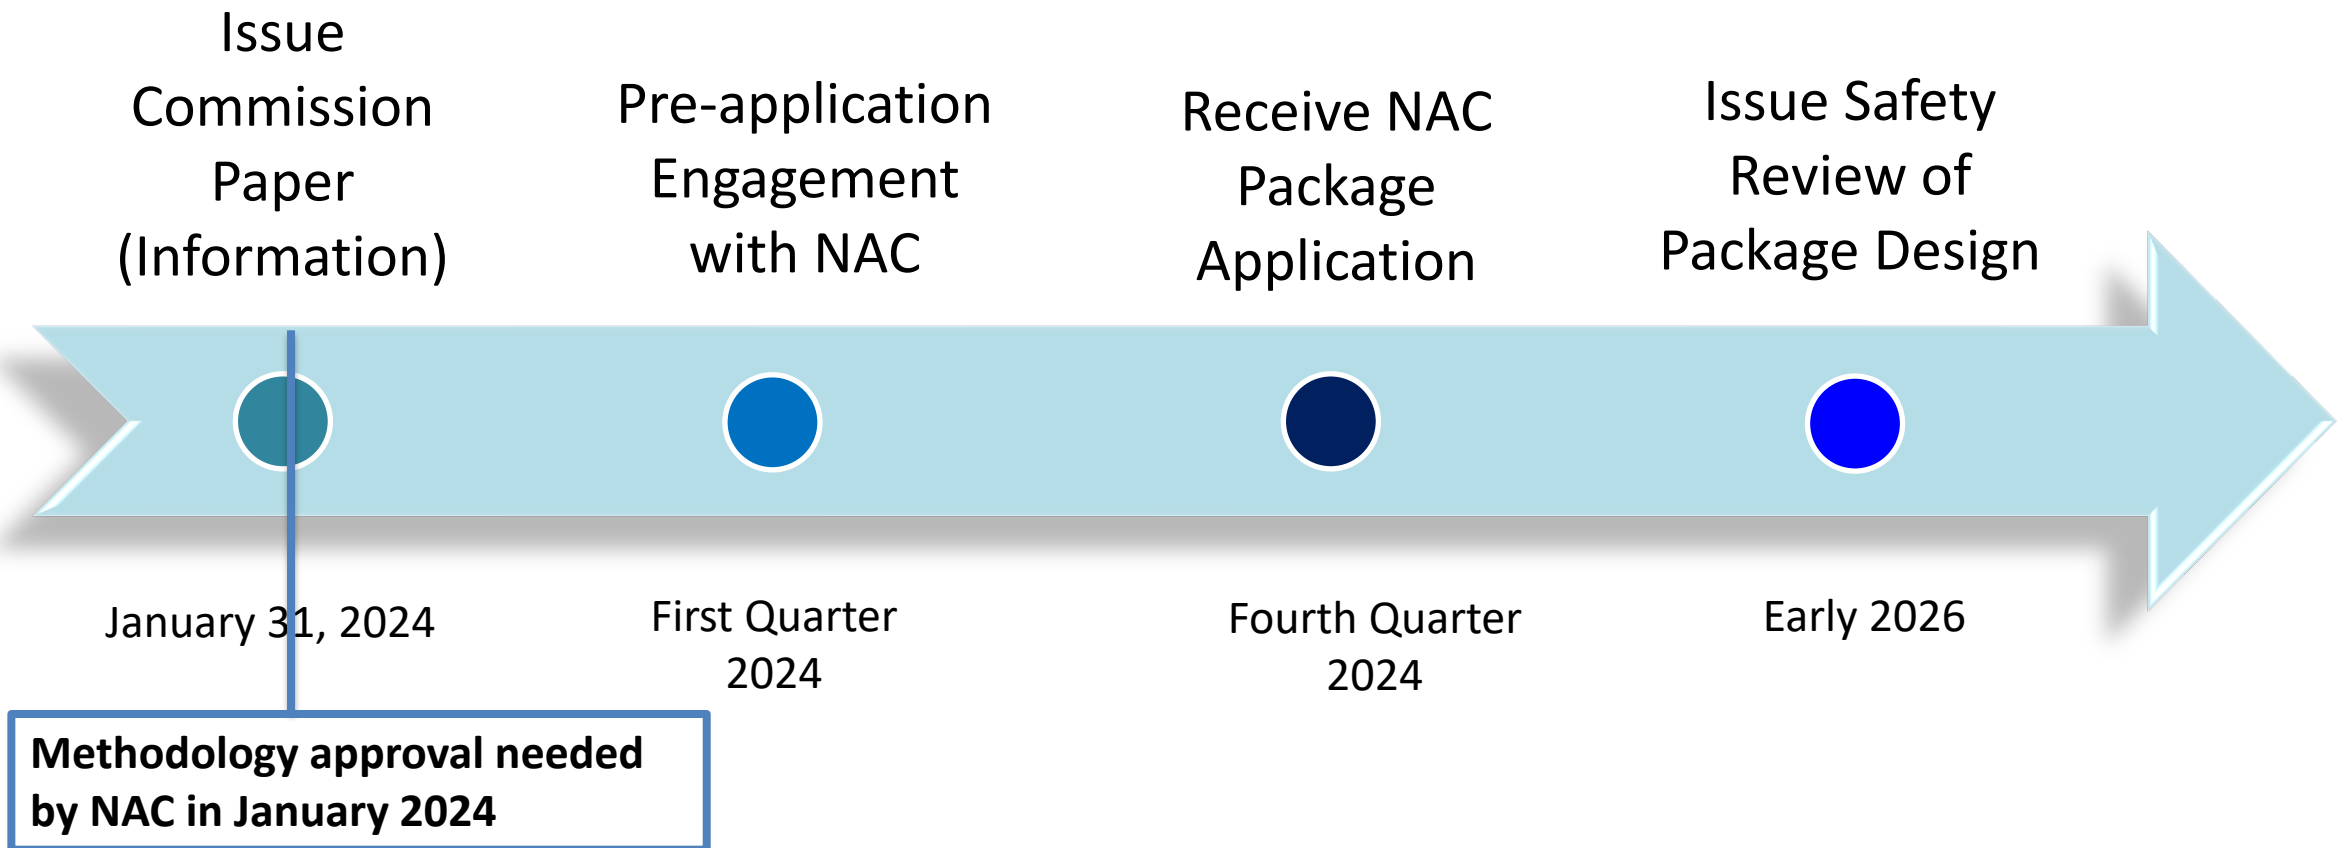 Issue
Commission
Paper
(Information)
Pre-application
Engagement
with NAC
Receive NAC
Package
Application
Issue Safety
Review of
Package Design
January 31, 2024
First Quarter
2024
Fourth Quarter
2024
Early 2026
Methodology approval needed
by NAC in January 2024